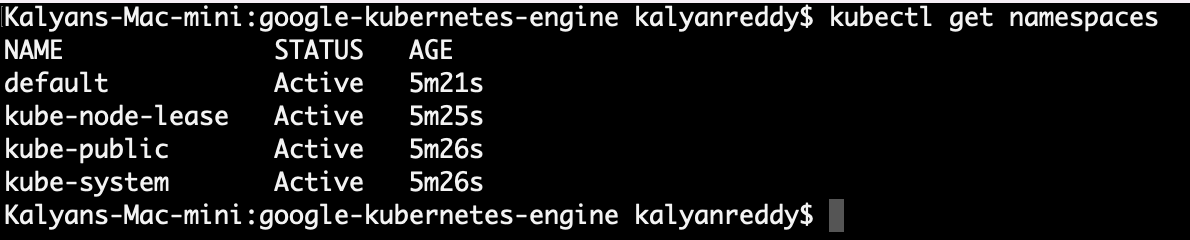 Kalyans-Mac-mini:google-kubernetes-engine kalyanreddy$ kubectl get namespaces
NAME              STATUS   AGE
default           Active   5m21s
kube-node-lease   Active   5m25s
kube-public       Active   5m26s
kube-system       Active   5m26s
Kalyans-Mac-mini:google-kubernetes-engine kalyanreddy$